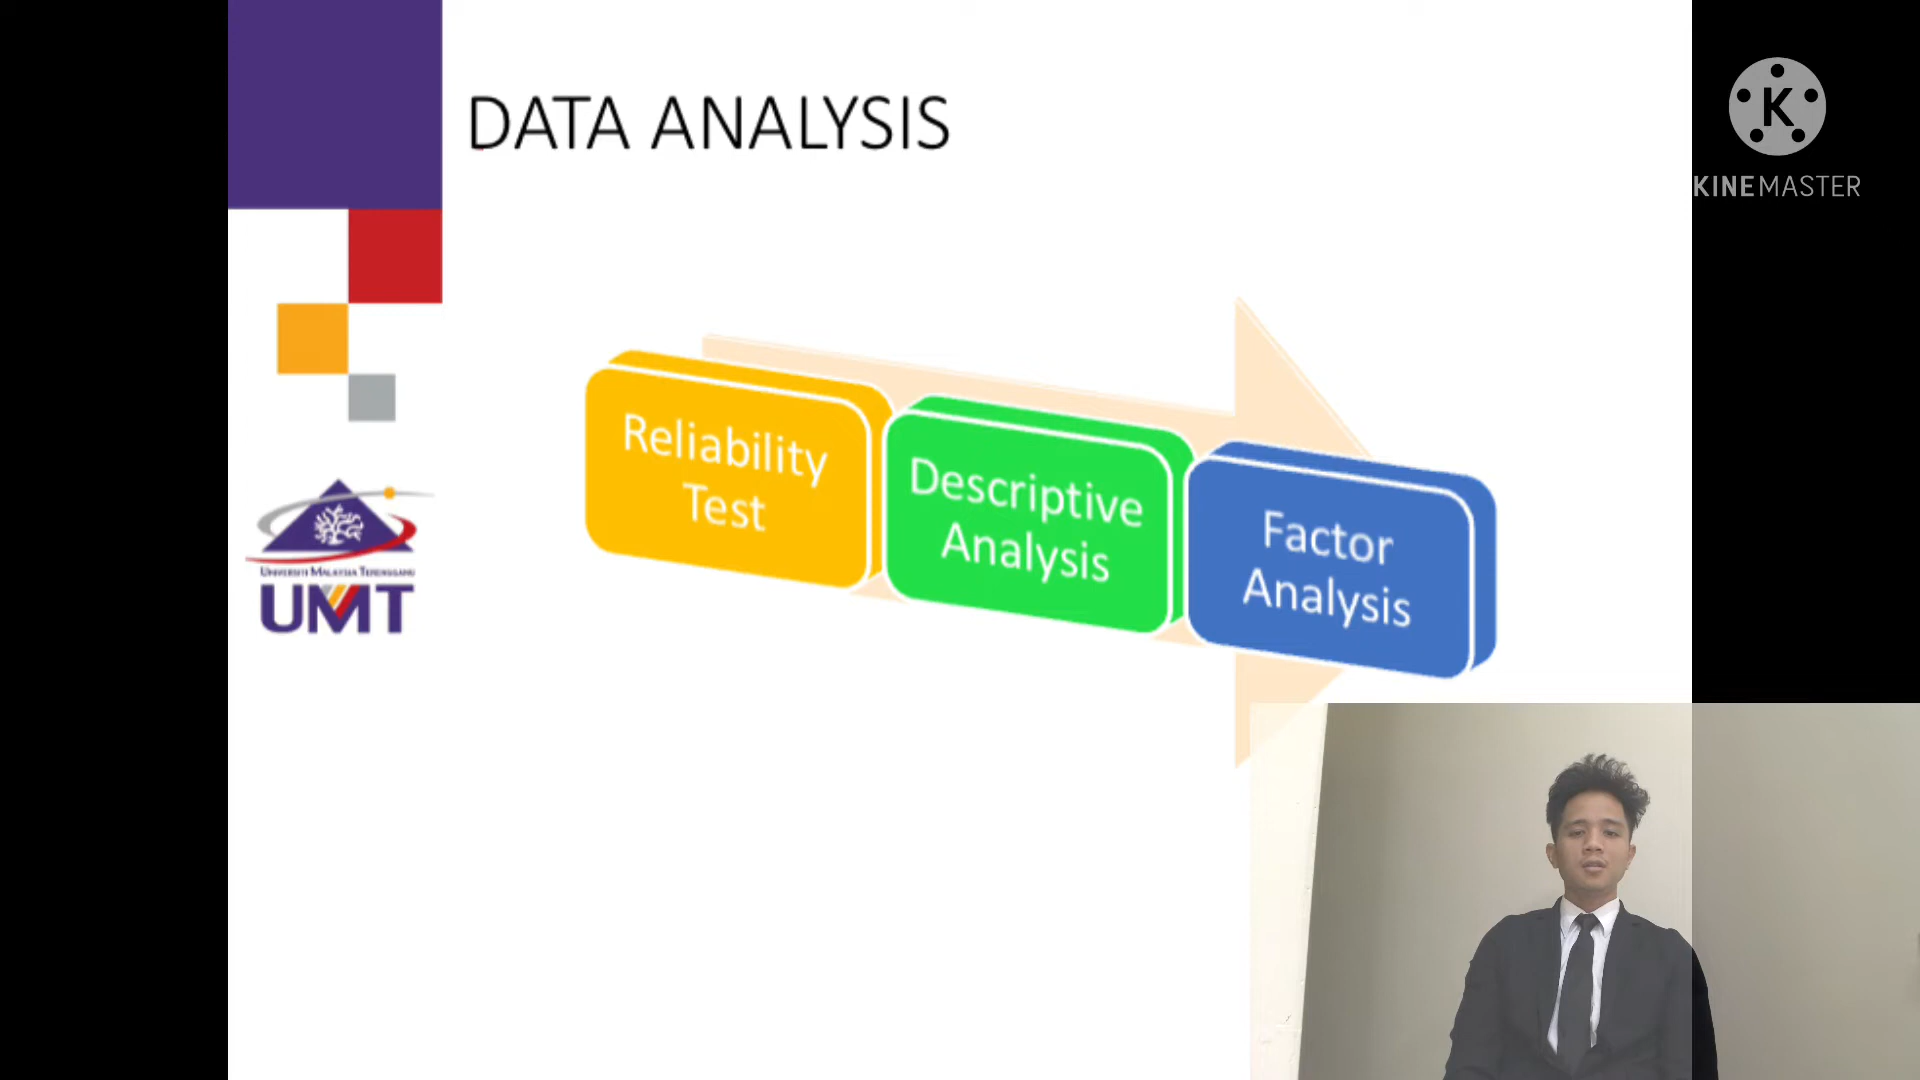 DATA ANALYSIS
KINEMASTER
Reliability
Test
Descriptive
Analysis
Factor
Analysis
UNIVERSITI MALAYSIA TERENGGANU
UMT